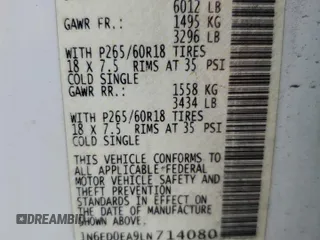 6012 LB
GAWR FR.: 1495 KG
3296 LB
WITH P265/60R18 TIRES
18 X 7.5 RIMS AT 35 PSI
COLD SINGLE
GAWR RR.: 1558 KG
3434 LB
WITH P265/60R18 TIRES
18 X 7.5 RIMS AT 35 PSI
COLD SINGLE
THIS VEHICLE CONFORMS TO
ALL APPLICABLE FEDERAL
MOTOR VEHICLE SAFETY
AND THEFT PREVENTION
STANDARDS IN EFFECT ON
THE DATE OF MANUFACTURE
SHOWN ABOVE.
1N6ED0EA9LN714080
© DREAMBID